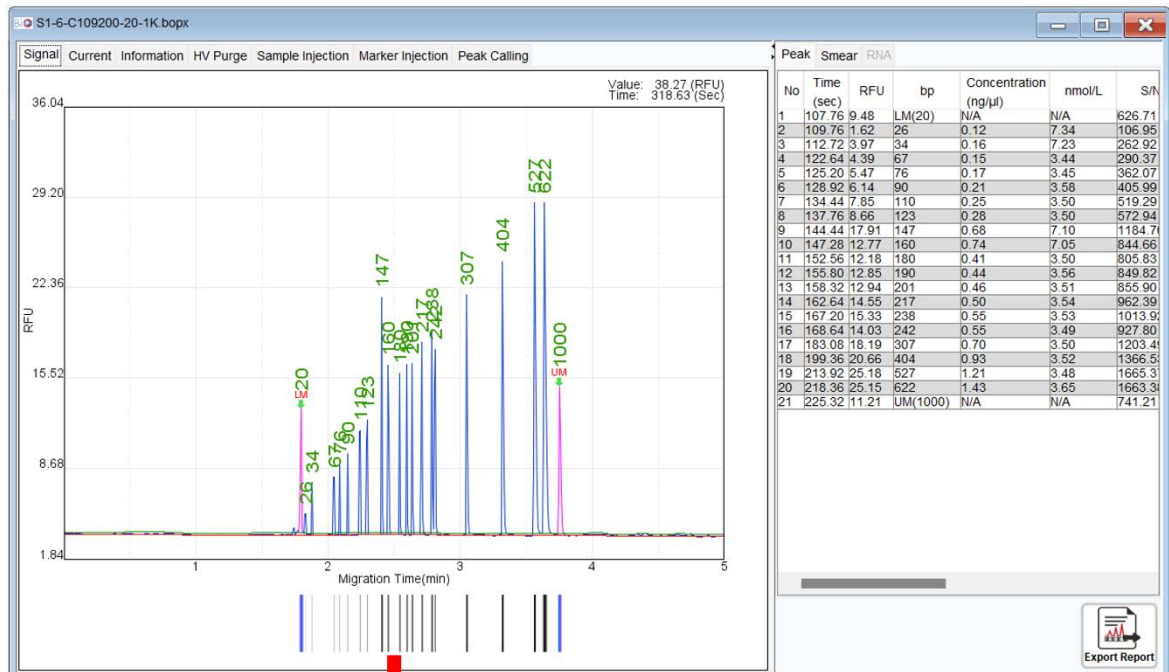 S1-6-C109200-20-1K.bopx
Signal Current Information HV Purge Sample Injection Marker Injection Peak Calling
Value: 38.27 (RFU)
Time: 318.63 (Sec)
36.04
29.20
22.36
15.52
8.68
1.84
RFU
LM 20
26
34
67
76
90
110
123
147
160
180
190
201
217
238
242
307
404
527
622
UM 1000
1 2 3 4 5
Migration Time(min)
Peak Smear RNA
No Time (sec) RFU bp Concentration (ng/µl) nmol/L S/N
1 107.76 9.48 LM(20) N/A N/A 626.71
2 109.76 1.62 26 0.12 7.34 106.95
3 112.72 3.97 34 0.16 7.23 262.92
4 122.64 4.39 67 0.15 3.44 290.37
5 125.20 5.47 76 0.17 3.45 362.07
6 128.92 6.14 90 0.21 3.58 405.99
7 134.44 7.85 110 0.25 3.50 519.29
8 137.76 8.66 123 0.28 3.50 572.94
9 144.44 17.91 147 0.68 7.10 1184.7
10 147.28 12.77 160 0.74 7.05 844.66
11 152.56 12.18 180 0.41 3.50 805.83
12 155.80 12.85 190 0.44 3.56 849.82
13 158.32 12.94 201 0.46 3.51 855.90
14 162.64 14.55 217 0.50 3.54 962.39
15 167.20 15.33 238 0.55 3.53 1013.9
16 168.64 14.03 242 0.55 3.49 927.80
17 183.08 18.19 307 0.70 3.50 1203.4
18 199.36 20.66 404 0.93 3.52 1366.5
19 213.92 25.18 527 1.21 3.48 1665.3
20 218.36 25.15 622 1.43 3.65 1663.3
21 225.32 11.21 UM(1000) N/A N/A 741.21
Export Report